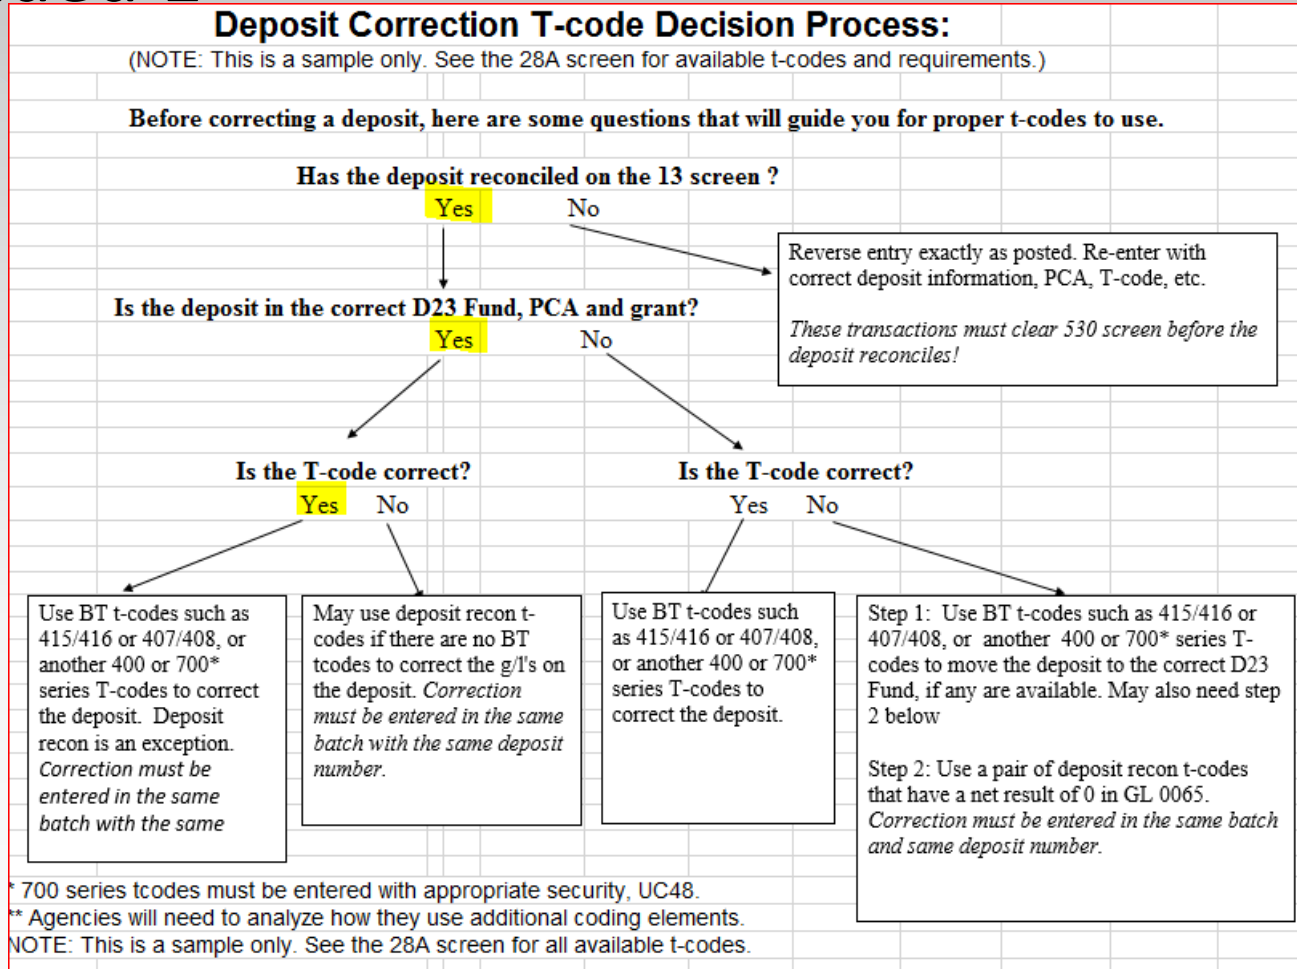 Deposit Correction T-code Decision Process:
(NOTE: This is a sample only. See the 28A screen for available t-codes and requirements.)
Before correcting a deposit, here are some questions that will guide you for proper t-codes to use.
Has the deposit reconciled on the 13 screen ?
Yes No
Reverse entry exactly as posted. Re-enter with
correct deposit information, PCA, T-code, etc.
These transactions must clear 530 screen before the
deposit reconciles!
Is the deposit in the correct D23 Fund, PCA and grant?
Yes No
Is the T-code correct?
Yes No
Is the T-code correct?
Yes No
Use BT t-codes such as
415/416 or 407/408, or
another 400 or 700*
series T-codes to correct
the deposit. Deposit
recon is an exception.
Correction must be
entered in the same
batch with the same
May use deposit recon t-
codes if there are no BT
tcodes to correct the g/l's on
the deposit. Correction
must be entered in the same
batch with the same deposit
number.
Use BT t-codes such
as 415/416 or 407/408,
or another 400 or 700*
series T-codes to
correct the deposit.
Step 1: Use BT t-codes such as 415/416 or
407/408, or another 400 or 700* series T-
codes to move the deposit to the correct D23
Fund, if any are available. May also need step
2 below
Step 2: Use a pair of deposit recon t-codes
that have a net result of 0 in GL 0065.
Correction must be entered in the same batch
and same deposit number.
* 700 series tcodes must be entered with appropriate security, UC48.
** Agencies will need to analyze how they use additional coding elements.
NOTE: This is a sample only. See the 28A screen for all available t-codes.